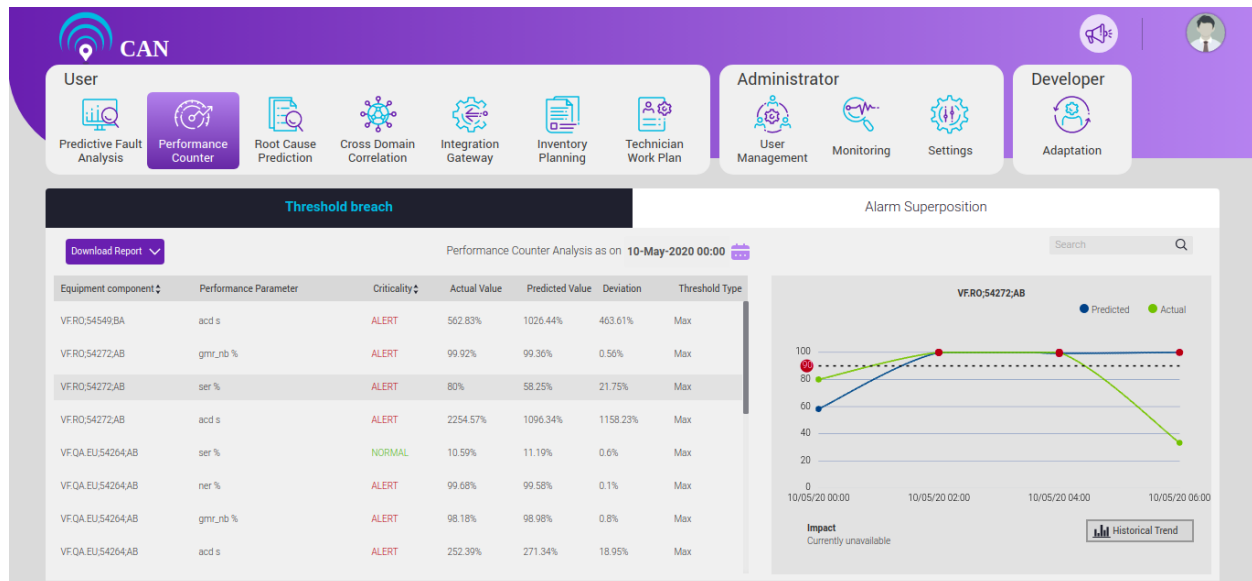 CAN
User
Predictive Fault
Analysis
Performance
Counter
Root Cause
Prediction
Cross Domain
Correlation
Integration
Gateway
Inventory
Planning
Technician
Work Plan
Administrator
User
Management
Monitoring
Settings
Developer
Adaptation
Threshold breach
Alarm Superposition
Download Report
Performance Counter Analysis as on 10-May-2020 00:00
Search
Equipment component Performance Parameter Criticality Actual Value Predicted Value Deviation Threshold Type
VF.RO;54549;BA acd s ALERT 562.83% 1026.44% 463.61% Max
VF.RO;54272;AB gmr_nb % ALERT 99.92% 99.36% 0.56% Max
VF.RO;54272;AB ser % ALERT 80% 58.25% 21.75% Max
VF.RO;54272;AB acd s ALERT 2254.57% 1096.34% 1158.23% Max
VF.QA.EU;54264;AB ser % NORMAL 10.59% 11.19% 0.6% Max
VF.QA.EU;54264;AB ner % ALERT 99.68% 99.58% 0.1% Max
VF.QA.EU;54264;AB gmr_nb % ALERT 98.18% 98.98% 0.8% Max
VF.QA.EU;54264;AB acd s ALERT 252.39% 271.34% 18.95% Max
VF.RO;54272;AB
Predicted Actual
100
90
80
60
40
20
0
10/05/20 00:00 10/05/20 02:00 10/05/20 04:00 10/05/20 06:00
Impact
Currently unavailable
Historical Trend